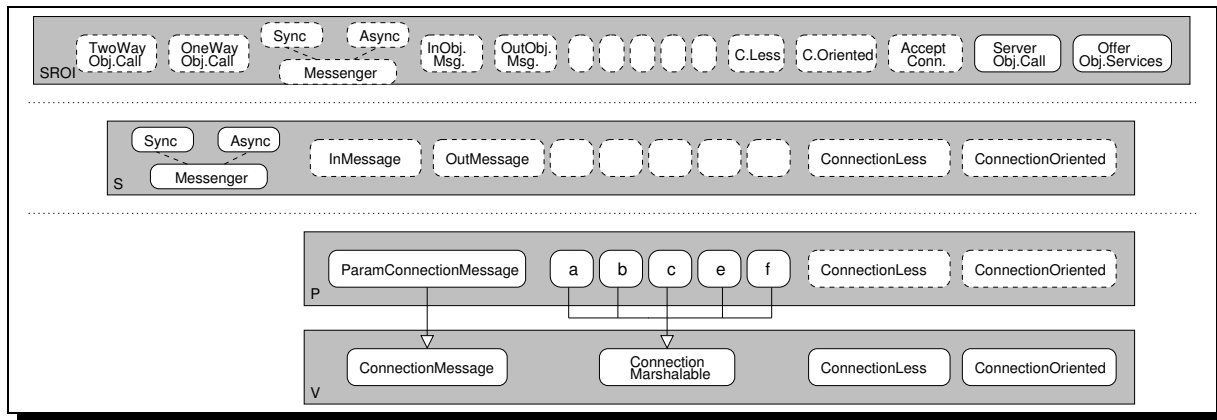 Sync
Async
TwoWay
Obj.Call
OneWay
Obj.Call
Messenger
InObj.
Msg.
OutObj.
Msg.
C.Less
C.Oriented
Accept
Conn.
Server
Obj.Call
Offer
Obj.Services
SROI
Sync
Async
Messenger
InMessage
OutMessage
ConnectionLess
ConnectionOriented
S
ParamConnectionMessage
a
b
c
e
f
ConnectionLess
ConnectionOriented
P
ConnectionMessage
Connection
Marshalable
ConnectionLess
ConnectionOriented
V